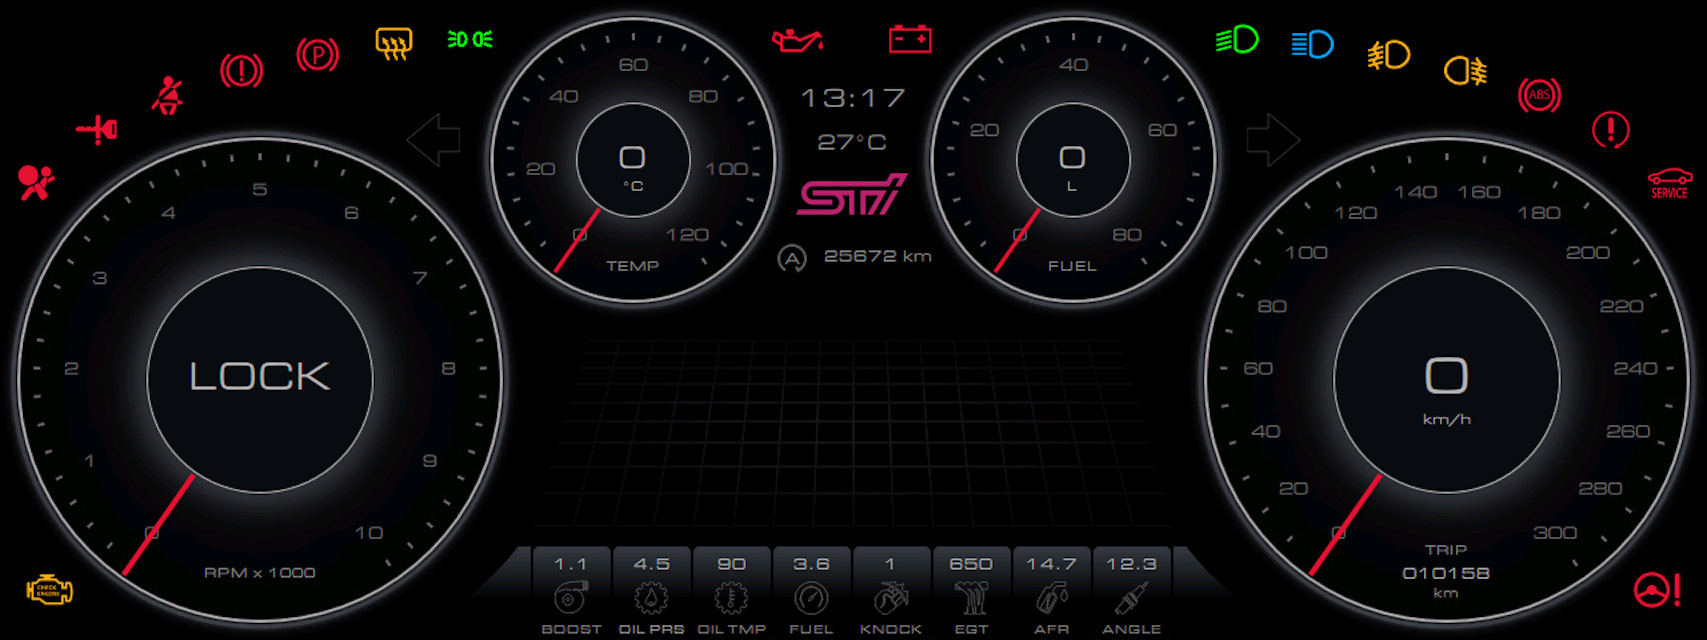 60
40
80
20
0
100
°C
0
120
TEMP
13:17
27°C
STI
A
25672 km
40
20
60
0
L
0
80
FUEL
P
ABS
SERVICE
5
4
6
3
7
2
LOCK
8
1
9
0
10
RPM x 1000
CHECK
ENGINE
140
160
120
180
100
200
80
220
60
0
240
km/h
40
260
20
280
0
300
TRIP
010158
km
1.1
4.5
90
3.6
1
650
14.7
12.3
BOOST
OIL PRS
OIL TMP
FUEL
KNOCK
EGT
AFR
ANGLE